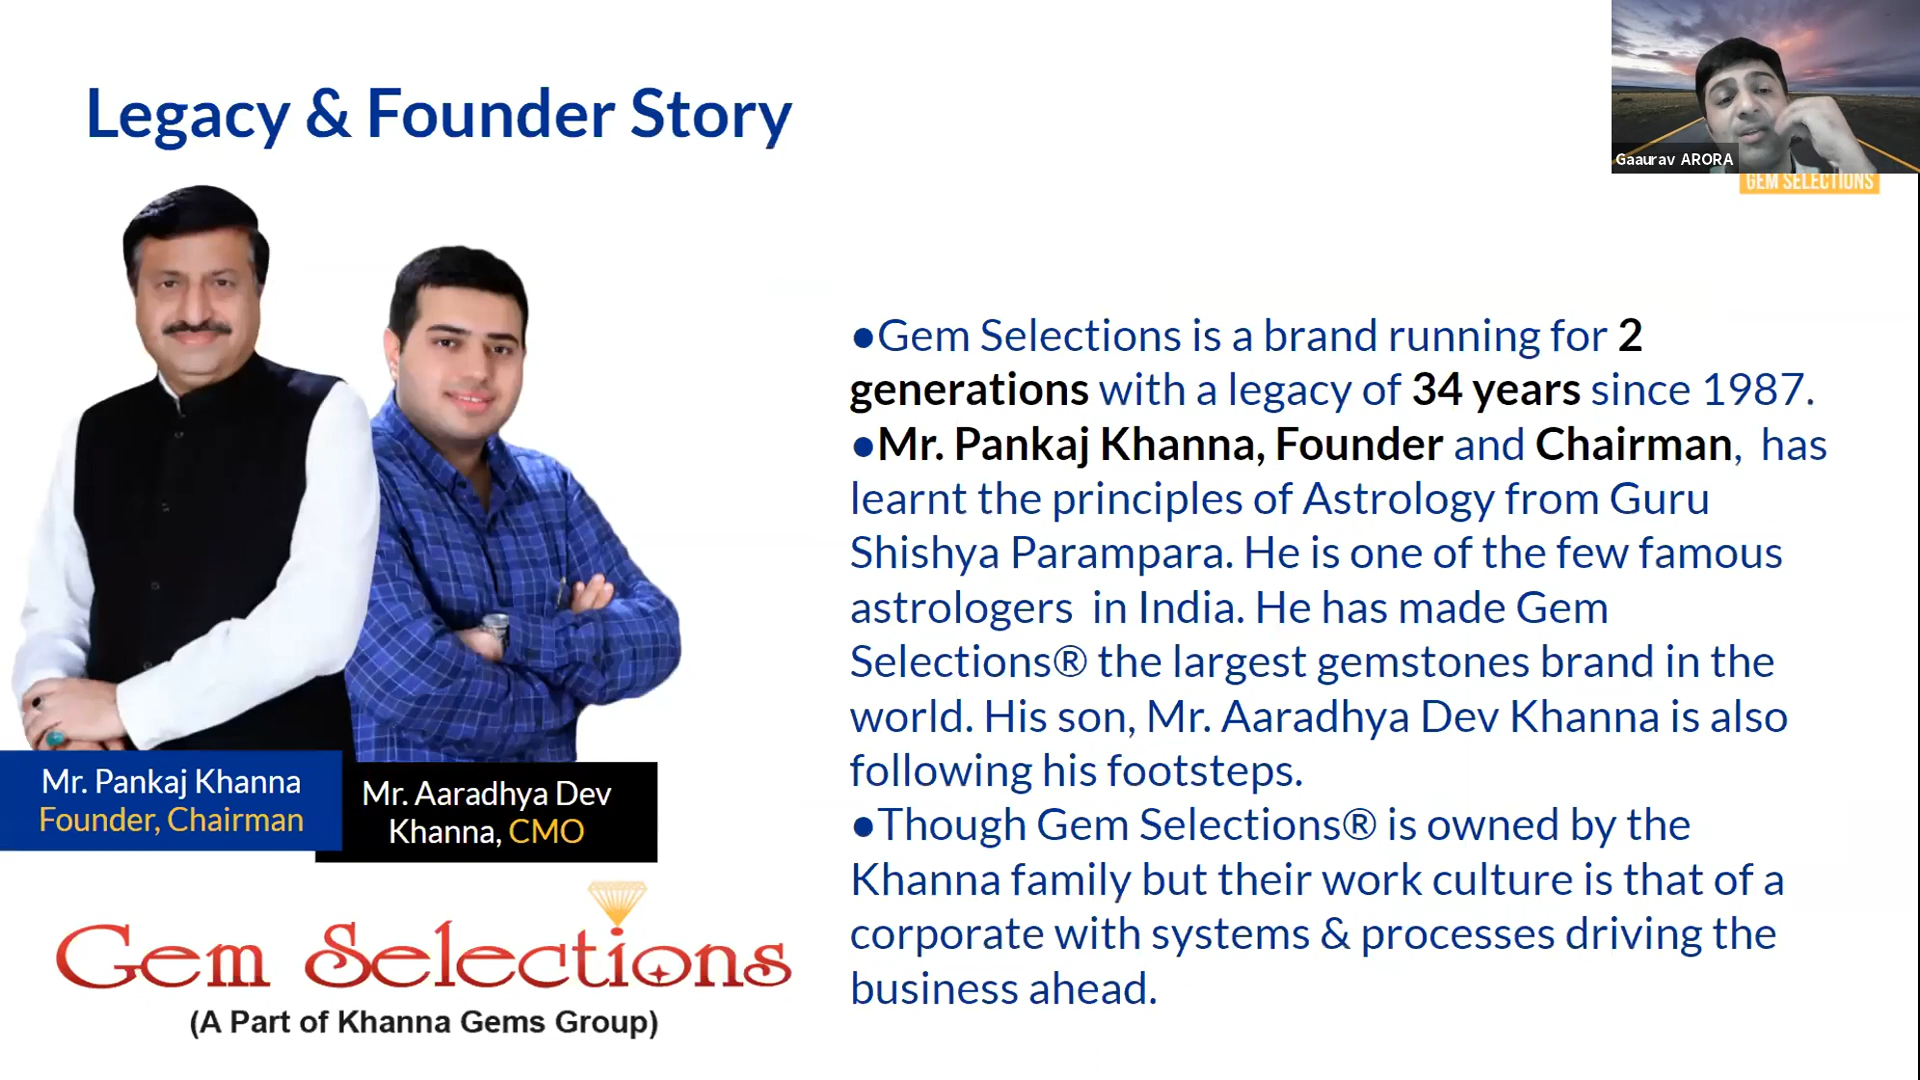 Legacy & Founder Story
Gaaurav ARORA
GEM SELECTIONS
●Gem Selections is a brand running for 2
generations with a legacy of 34 years since 1987.
●Mr. Pankaj Khanna, Founder and Chairman, has
learnt the principles of Astrology from Guru
Shishya Parampara. He is one of the few famous
astrologers in India. He has made Gem
Selections® the largest gemstones brand in the
world. His son, Mr. Aaradhya Dev Khanna is also
following his footsteps.
●Though Gem Selections® is owned by the
Khanna family but their work culture is that of a
corporate with systems & processes driving the
business ahead.
Mr. Pankaj Khanna
Founder, Chairman
Mr. Aaradhya Dev
Khanna, CMO
Gem Selections
(A Part of Khanna Gems Group)